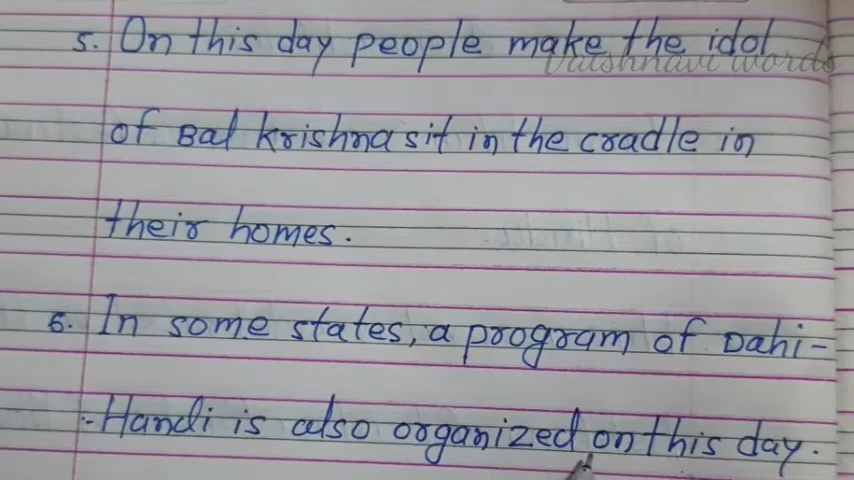 5. On this day people make the idol
Vaishnavi words
of Bal krishna sit in the cradle in
their homes.
6. In some states, a program of Dahi-
-Handi is also organized on this day.